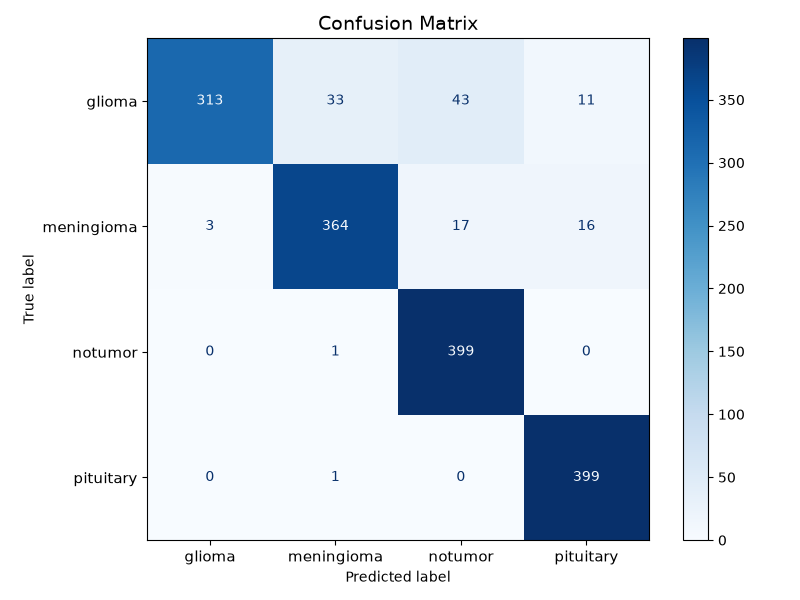 Confusion Matrix
glioma 313 33 43 11
meningioma 3 364 17 16
notumor 0 1 399 0
pituitary 0 1 0 399
glioma meningioma notumor pituitary
Predicted label
True label
350
300
250
200
150
100
50
0